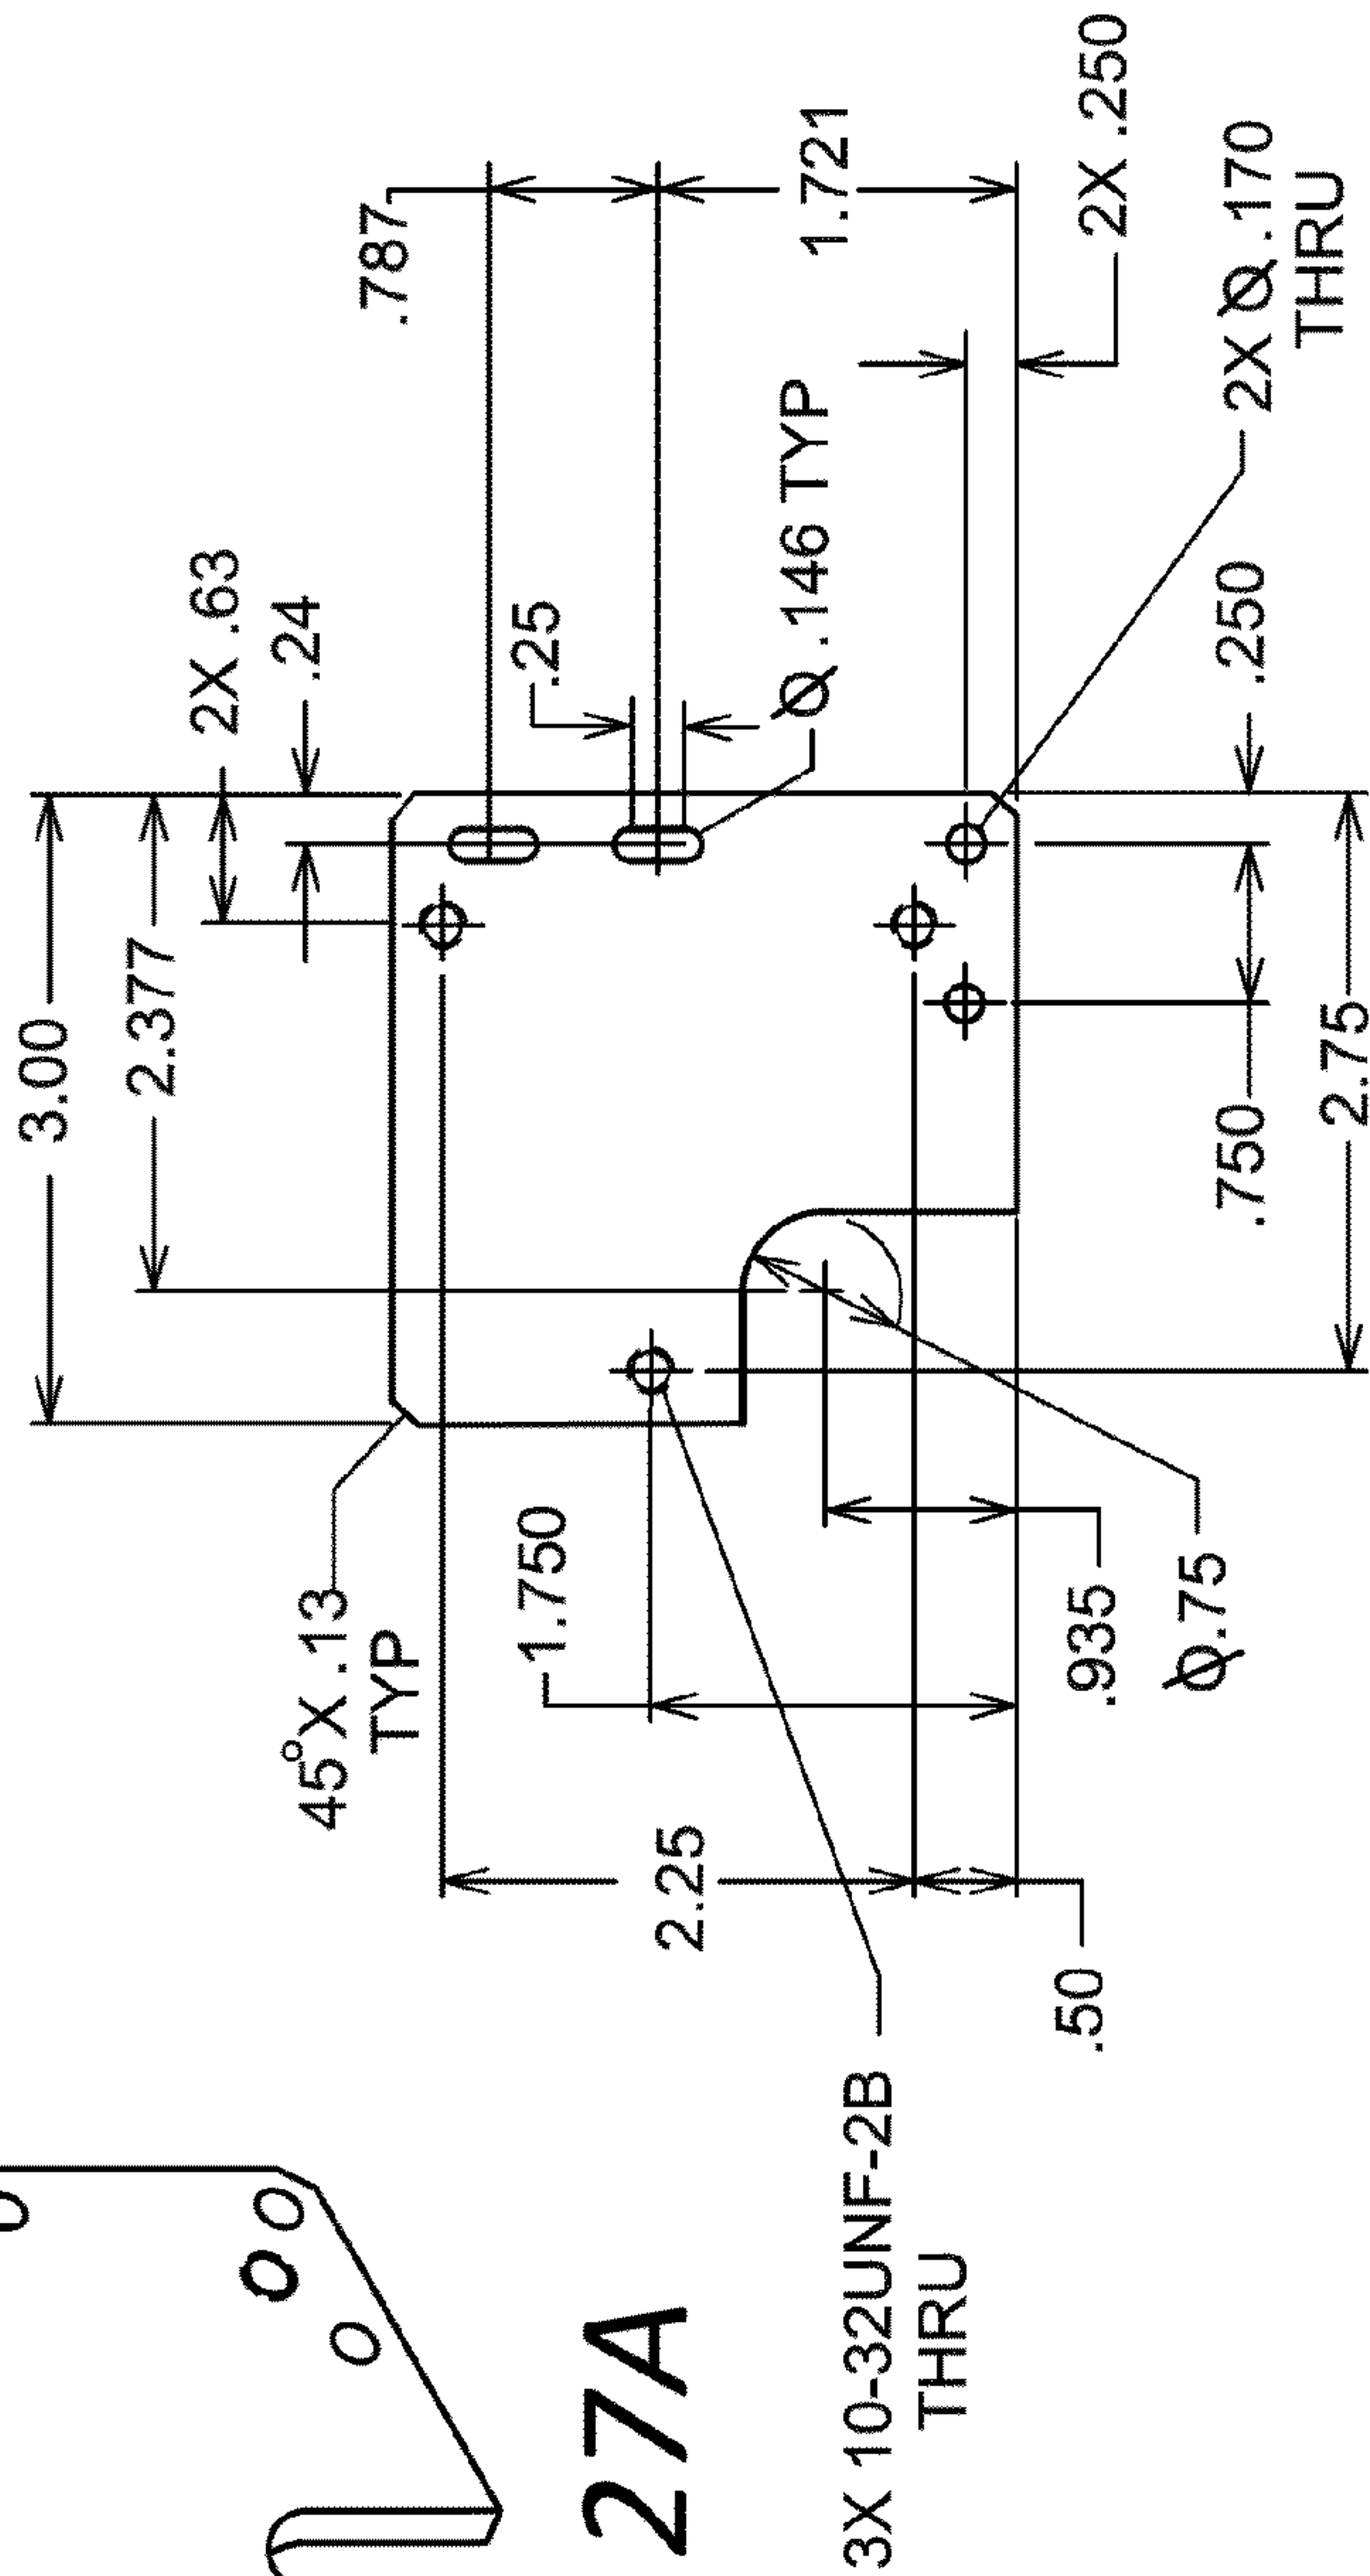 3.00
2.377
2X .63
.24
.787
1.721
2X .250
.25
Ø .146 TYP
2X Ø .170
THRU
.250
.750
2.75
45°X .13
TYP
1.750
2.25
.935
Ø.75
.50
3X 10-32UNF-2B
THRU
27A